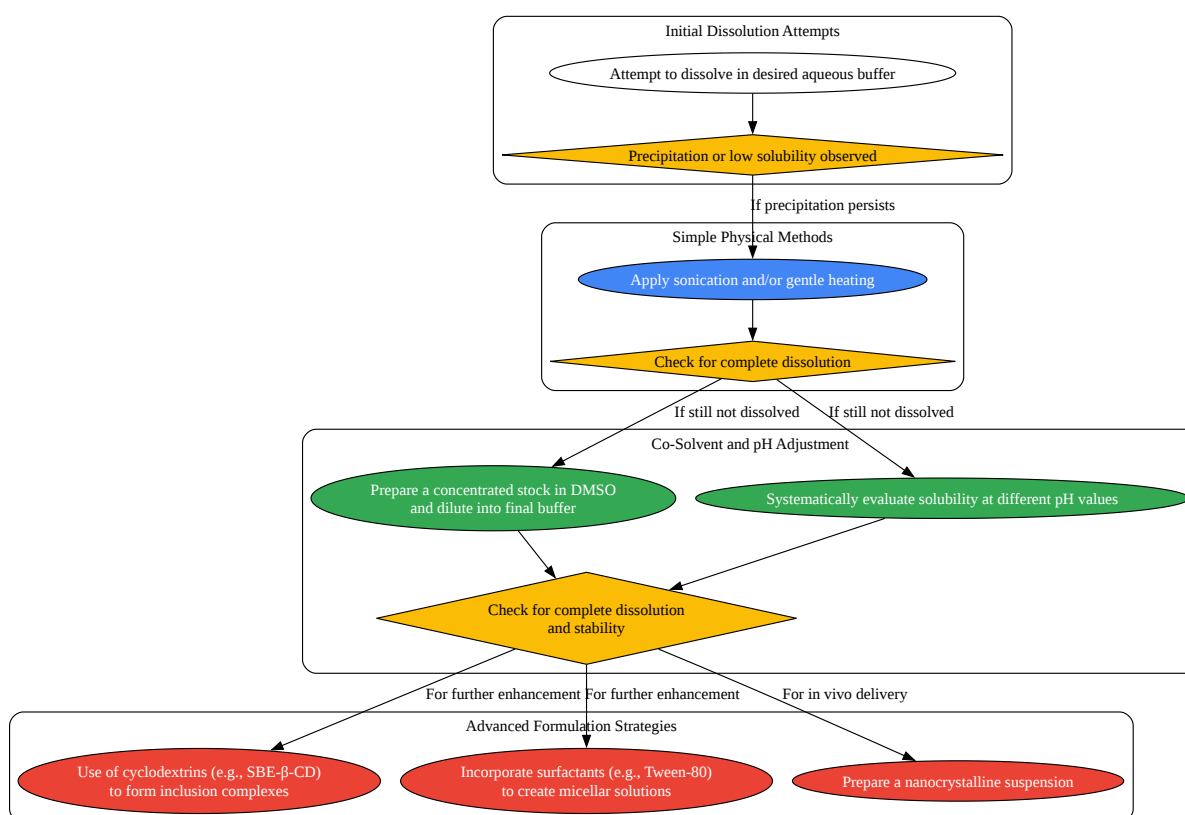 Initial Dissolution Attempts
Attempt to dissolve in desired aqueous buffer
Precipitation or low solubility observed
If precipitation persists
Simple Physical Methods
Apply sonication and/or gentle heating
Check for complete dissolution
If still not dissolved
If still not dissolved
Co-Solvent and pH Adjustment
Prepare a concentrated stock in DMSO
and dilute into final buffer
Systematically evaluate solubility at different pH values
Check for complete dissolution
and stability
For further enhancement
For further enhancement
For in vivo delivery
Advanced Formulation Strategies
Use of cyclodextrins (e.g., SBE-β-CD)
to form inclusion complexes
Incorporate surfactants (e.g., Tween-80)
to create micellar solutions
Prepare a nanocrystalline suspension